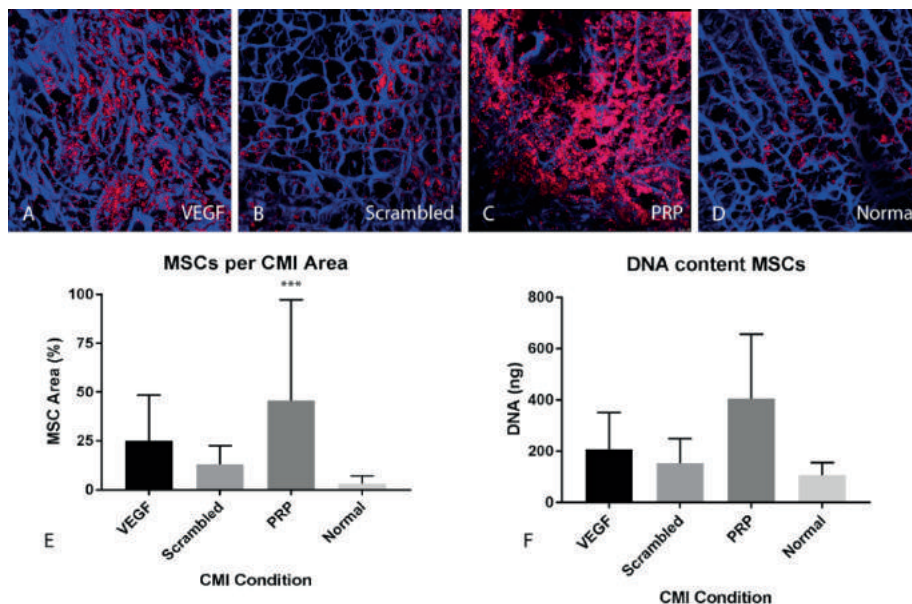 A VEGF
B Scrambled
C PRP
D Normal
MSCs per CMI Area
***
100
75
50
25
0
MSC Area (%)
VEGF
Scrambled
PRP
Normal
E
CMI Condition
DNA content MSCs
800
600
400
200
0
DNA (ng)
VEGF
Scrambled
PRP
Normal
F
CMI Condition